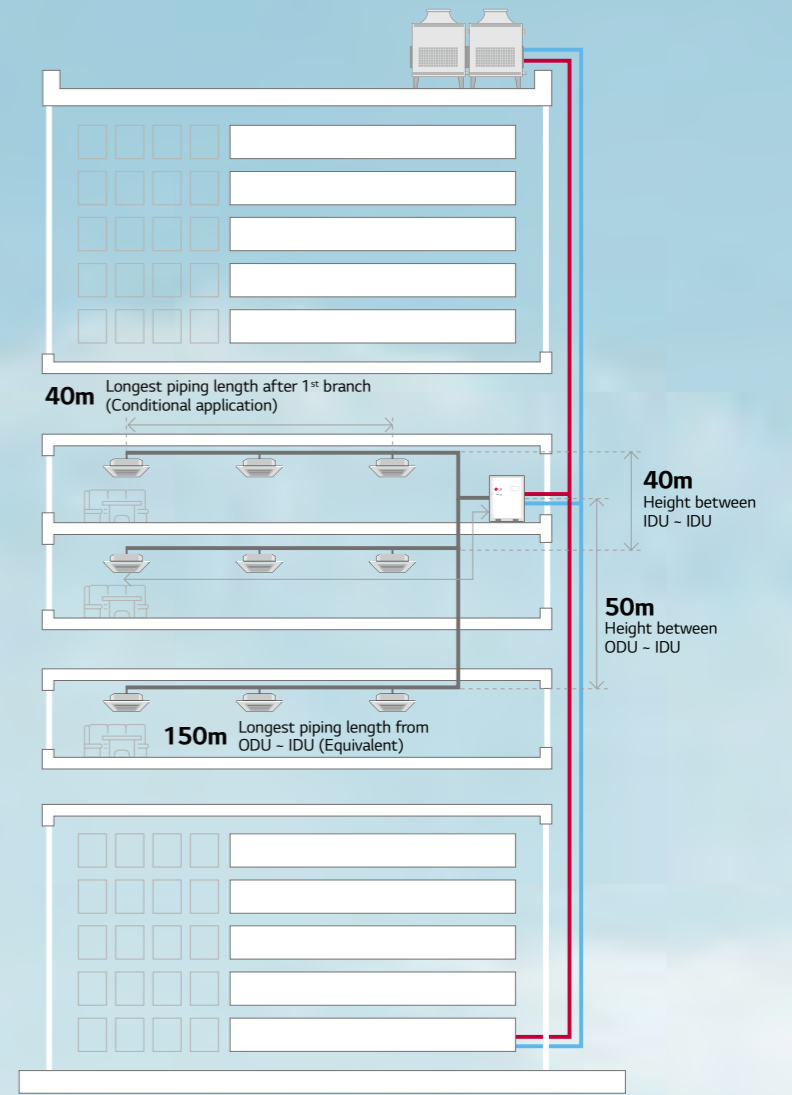 40m
Longest piping length after 1st branch
(Conditional application)
40m
Height between
IDU ~ IDU
50m
Height between
ODU ~ IDU
150m
Longest piping length from
ODU ~ IDU (Equivalent)